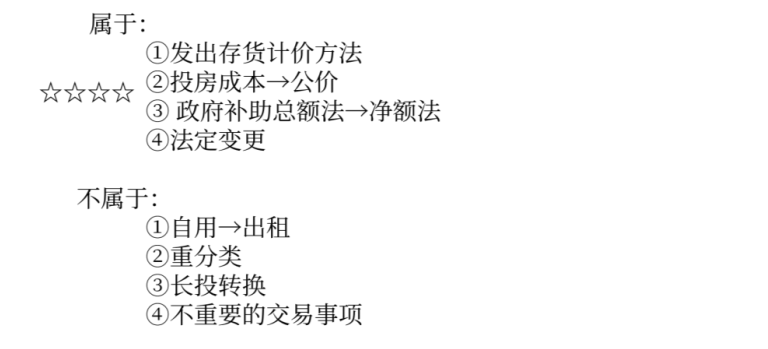 属于：
①发出存货计价方法
☆☆☆☆ ②投房成本→公价
③ 政府补助总额法→净额法
④法定变更
不属于：
①自用→出租
②重分类
③长投转换
④不重要的交易事项